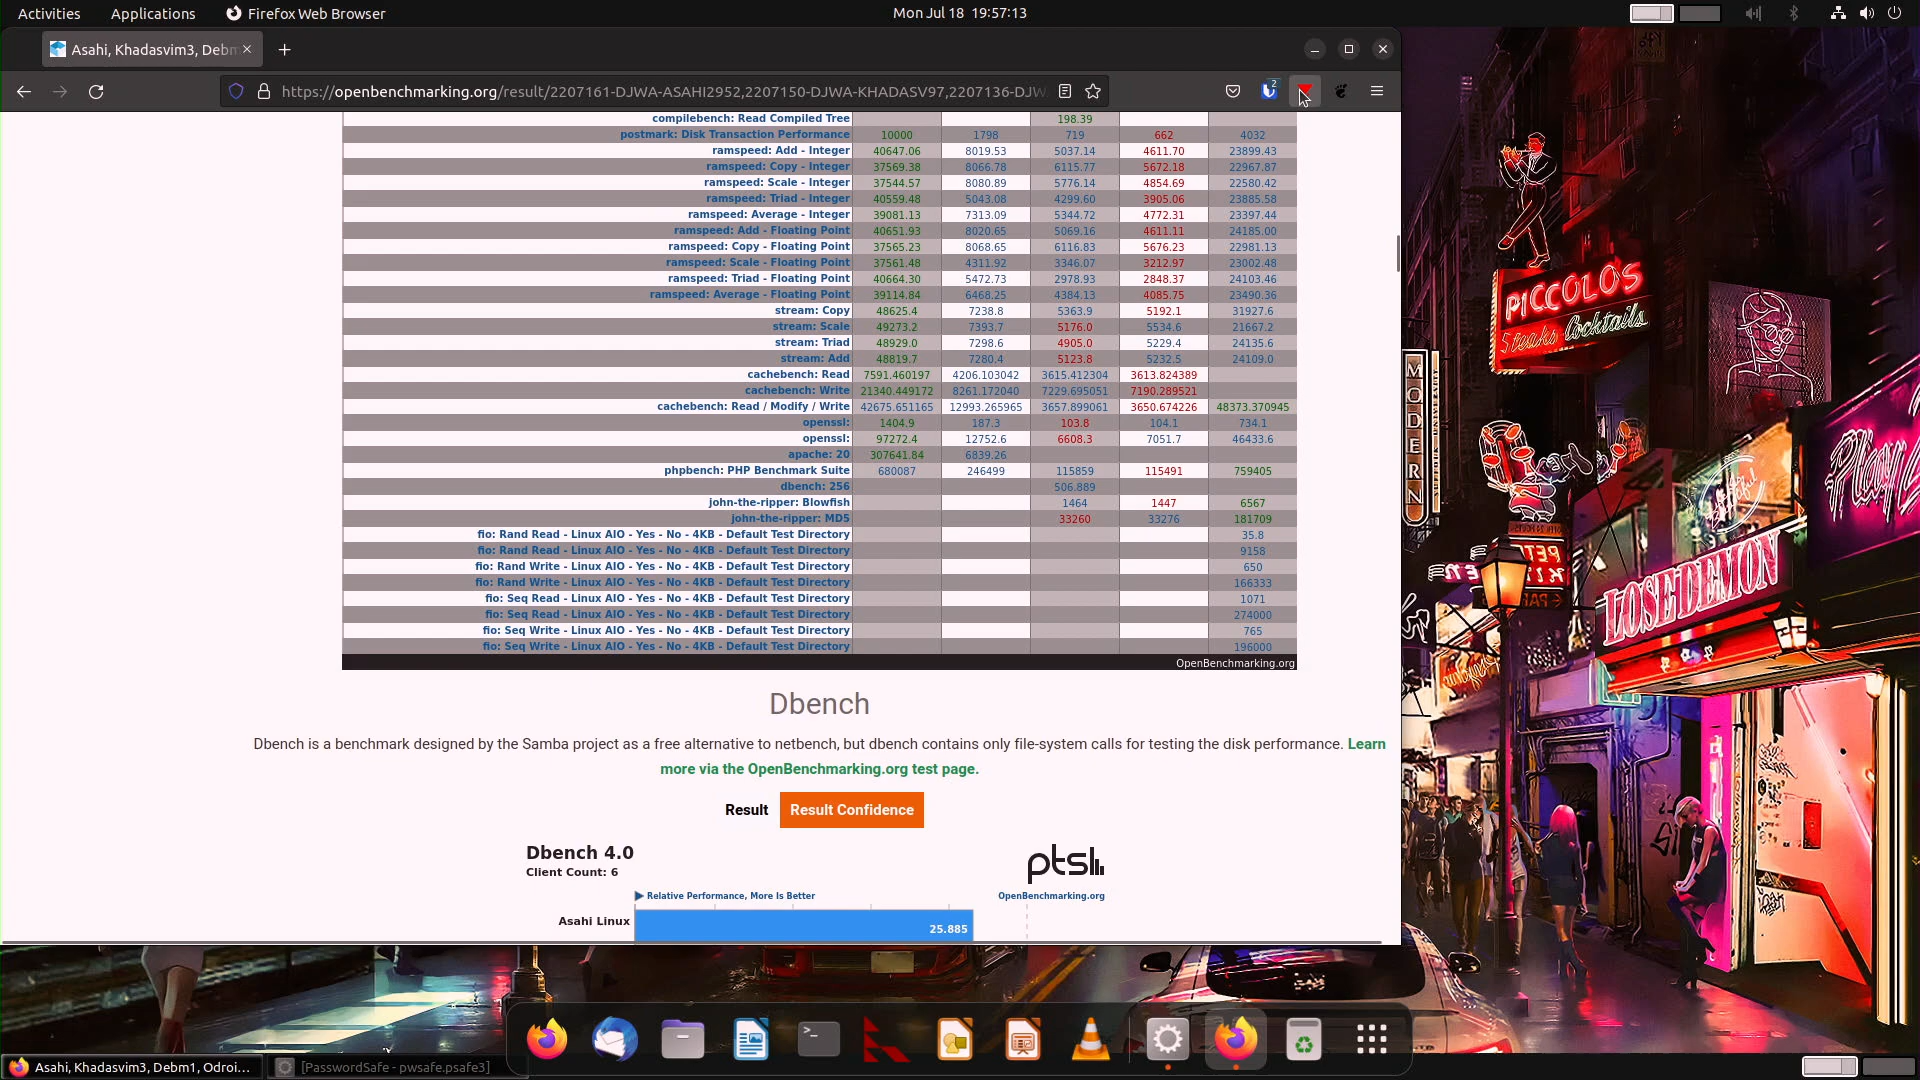 Activities Applications Firefox Web Browser Mon Jul 18 19:57:13
Asahi, Khadasvim3, Debm
https://openbenchmarking.org/result/2207161-DJWA-ASAHI2952,2207150-DJWA-KHADASV97,2207136-DJW 2
compilebench: Read Compiled Tree 198.39
postmark: Disk Transaction Performance 10000 1798 719 662 4032
ramspeed: Add - Integer 40647.06 8019.53 5037.14 4611.70 23899.43
ramspeed: Copy - Integer 37569.38 8066.78 6115.77 5672.18 22967.87
ramspeed: Scale - Integer 37544.57 8080.89 5776.14 4854.69 22580.42
ramspeed: Triad - Integer 40559.48 5043.08 4299.60 3905.06 23885.58
ramspeed: Average - Integer 39081.13 7313.09 5344.72 4772.31 23397.44
ramspeed: Add - Floating Point 40651.93 8020.65 5069.16 4611.11 24185.00
ramspeed: Copy - Floating Point 37565.23 8068.65 6116.83 5676.23 22981.13
ramspeed: Scale - Floating Point 37561.48 4311.92 3346.07 3212.97 23002.48
ramspeed: Triad - Floating Point 40664.30 5472.73 2978.93 2848.37 24103.46
ramspeed: Average - Floating Point 39114.84 6468.25 4384.13 4085.75 23490.36
stream: Copy 48625.4 7238.8 5363.9 5192.1 31927.6
stream: Scale 49273.2 7393.7 5176.0 5534.6 21667.2
stream: Triad 48929.0 7298.6 4905.0 5229.4 24135.6
stream: Add 48819.7 7280.4 5123.8 5232.5 24109.0
cachebench: Read 7591.460197 4206.103042 3615.412304 3613.824389
cachebench: Write 21340.449172 8261.172040 7229.695051 7190.289521
cachebench: Read / Modify / Write 42675.651165 12993.265965 3657.899061 3650.674226 48373.370945
openssl: 1404.9 187.3 103.8 104.1 734.1
openssl: 97272.4 12752.6 6608.3 7051.7 46433.6
apache: 20 307641.84 6839.26
phpbench: PHP Benchmark Suite 680087 246499 115859 115491 759405
dbench: 256 506.889
john-the-ripper: Blowfish 1464 1447 6567
john-the-ripper: MD5 33260 33276 181709
fio: Rand Read - Linux AIO - Yes - No - 4KB - Default Test Directory 35.8
fio: Rand Read - Linux AIO - Yes - No - 4KB - Default Test Directory 9158
fio: Rand Write - Linux AIO - Yes - No - 4KB - Default Test Directory 650
fio: Rand Write - Linux AIO - Yes - No - 4KB - Default Test Directory 166333
fio: Seq Read - Linux AIO - Yes - No - 4KB - Default Test Directory 1071
fio: Seq Read - Linux AIO - Yes - No - 4KB - Default Test Directory 274000
fio: Seq Write - Linux AIO - Yes - No - 4KB - Default Test Directory 765
fio: Seq Write - Linux AIO - Yes - No - 4KB - Default Test Directory 196000
OpenBenchmarking.org
Dbench
Dbench is a benchmark designed by the Samba project as a free alternative to netbench, but dbench contains only file-system calls for testing the disk performance. Learn
more via the OpenBenchmarking.org test page.
Result Result Confidence
Dbench 4.0
Client Count: 6
pts
Relative Performance, More Is Better OpenBenchmarking.org
Asahi Linux 25.885
PICCOLO'S
Steaks Cocktails
MODERN
PETE
LOSEDEMON
Asahi, Khadasvim3, Debm1, Odroi... [PasswordSafe - pwsafe.psafe3]